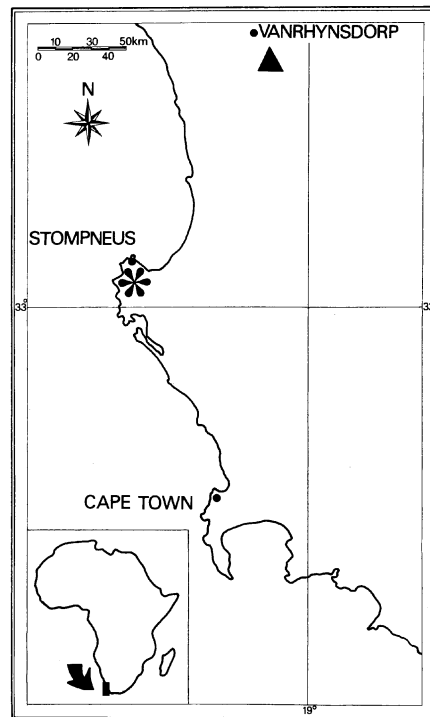 VANRHYNSDORP
10 30 50km
0 20 40
N
STOMPNEUS
33°
33
CAPE TOWN
19°